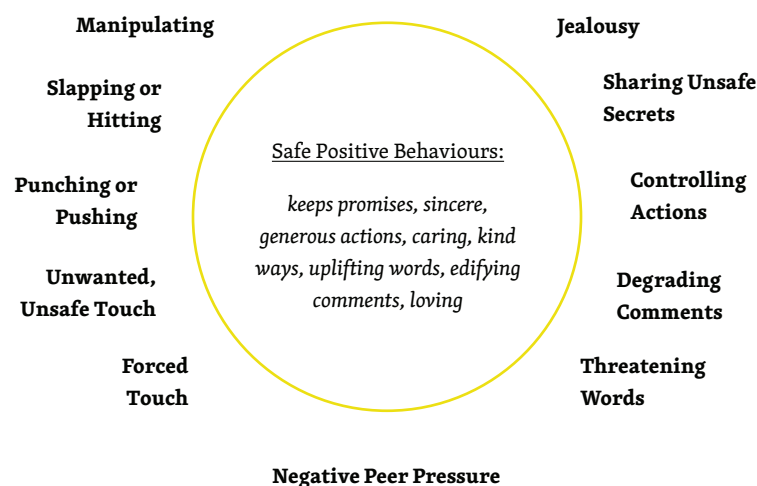 Manipulating
Jealousy
Slapping or
Hitting
Sharing Unsafe
Secrets
Safe Positive Behaviours:
keeps promises, sincere,
generous actions, caring, kind
ways, uplifting words, edifying
comments, loving
Punching or
Pushing
Controlling
Actions
Unwanted,
Unsafe Touch
Degrading
Comments
Forced
Touch
Threatening
Words
Negative Peer Pressure